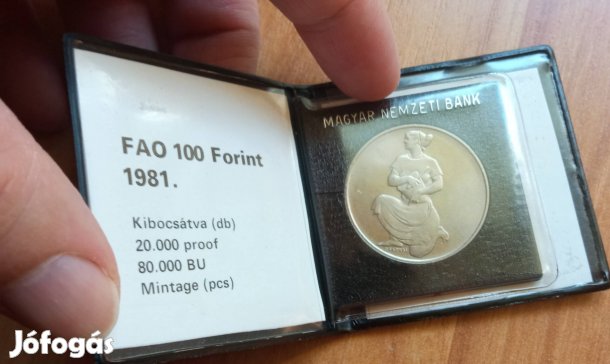 FAO 100 Forint
1981.
Kibocsátva (db)
20.000 proof
80.000 BU
Mintage (pcs)
MAGYAR NEMZETI BANK
Jófogás